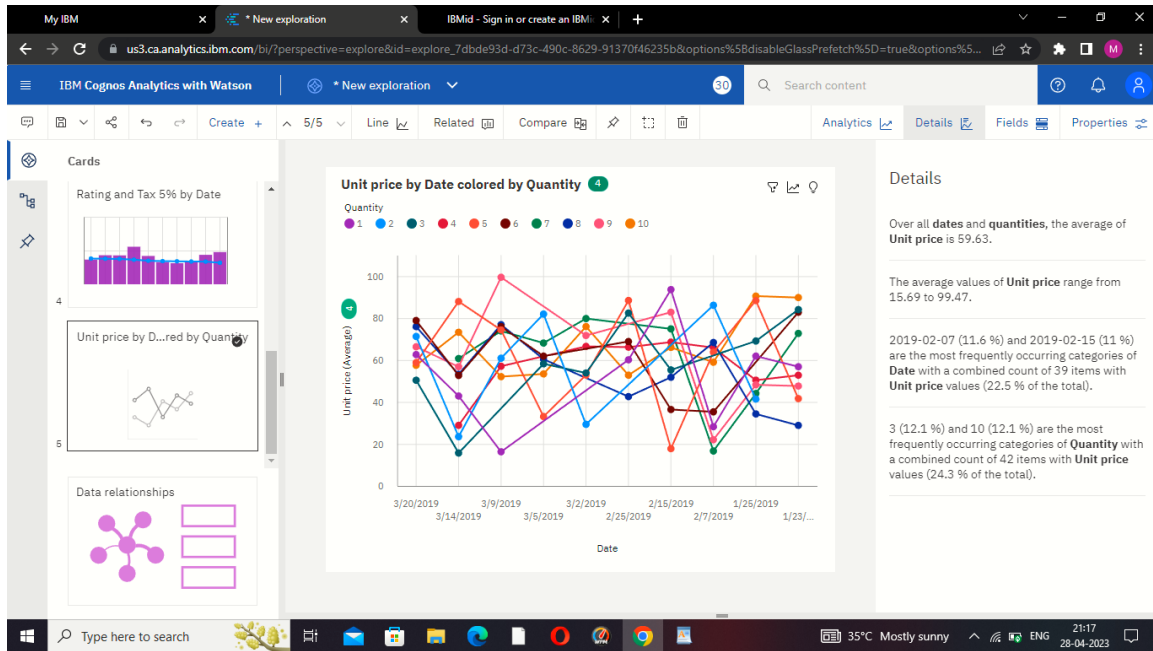 My IBM
* New exploration
IBMid - Sign in or create an IBMi
us3.ca.analytics.ibm.com/bi/?perspective=explore&id=explore_7dbde93d-d73c-490c-8629-91370f46235b&options%5BdisableGlassPrefetch%5D=true&options%5...
M
IBM Cognos Analytics with Watson
* New exploration
30
Search content
Create +
5/5
Line
Related
Compare
Analytics
Details
Fields
Properties
Cards
Rating and Tax 5% by Date
4
Unit price by D...red by Quantity
5
Data relationships
Unit price by Date colored by Quantity 4
Quantity
1 2 3 4 5 6 7 8 9 10
4
Unit price (Average)
100
80
60
40
20
0
3/20/2019 3/9/2019 3/2/2019 2/15/2019 1/25/2019
3/14/2019 3/5/2019 2/25/2019 2/7/2019 1/23/...
Date
Details
Over all dates and quantities, the average of
Unit price is 59.63.
The average values of Unit price range from
15.69 to 99.47.
2019-02-07 (11.6 %) and 2019-02-15 (11 %)
are the most frequently occurring categories of
Date with a combined count of 39 items with
Unit price values (22.5 % of the total).
3 (12.1 %) and 10 (12.1 %) are the most
frequently occurring categories of Quantity with
a combined count of 42 items with Unit price
values (24.3 % of the total).
Type here to search
35°C Mostly sunny
ENG
21:17
28-04-2023